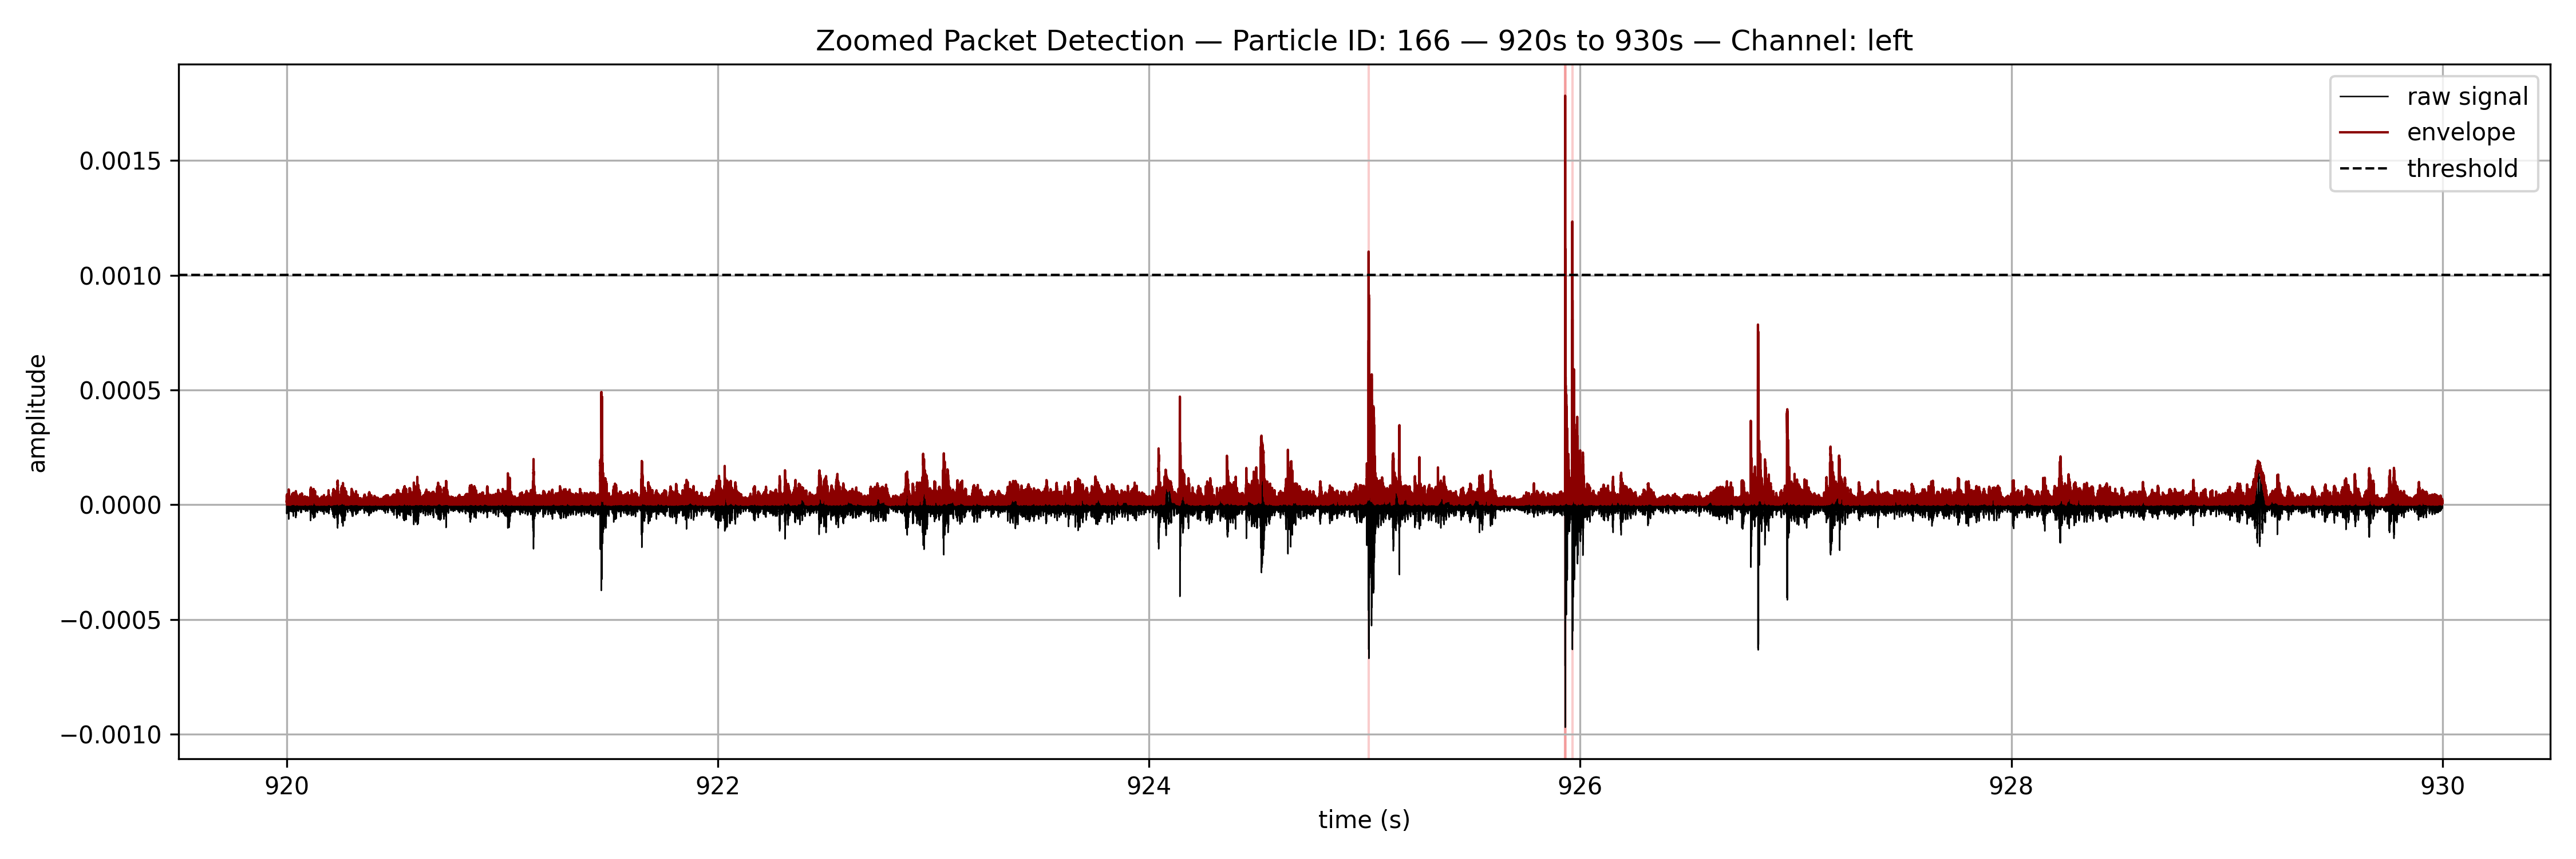 Zoomed Packet Detection — Particle ID: 166 — 920s to 930s — Channel: left
raw signal
envelope
threshold
amplitude
0.0015
0.0010
0.0005
0.0000
−0.0005
−0.0010
920
922
924
926
928
930
time (s)